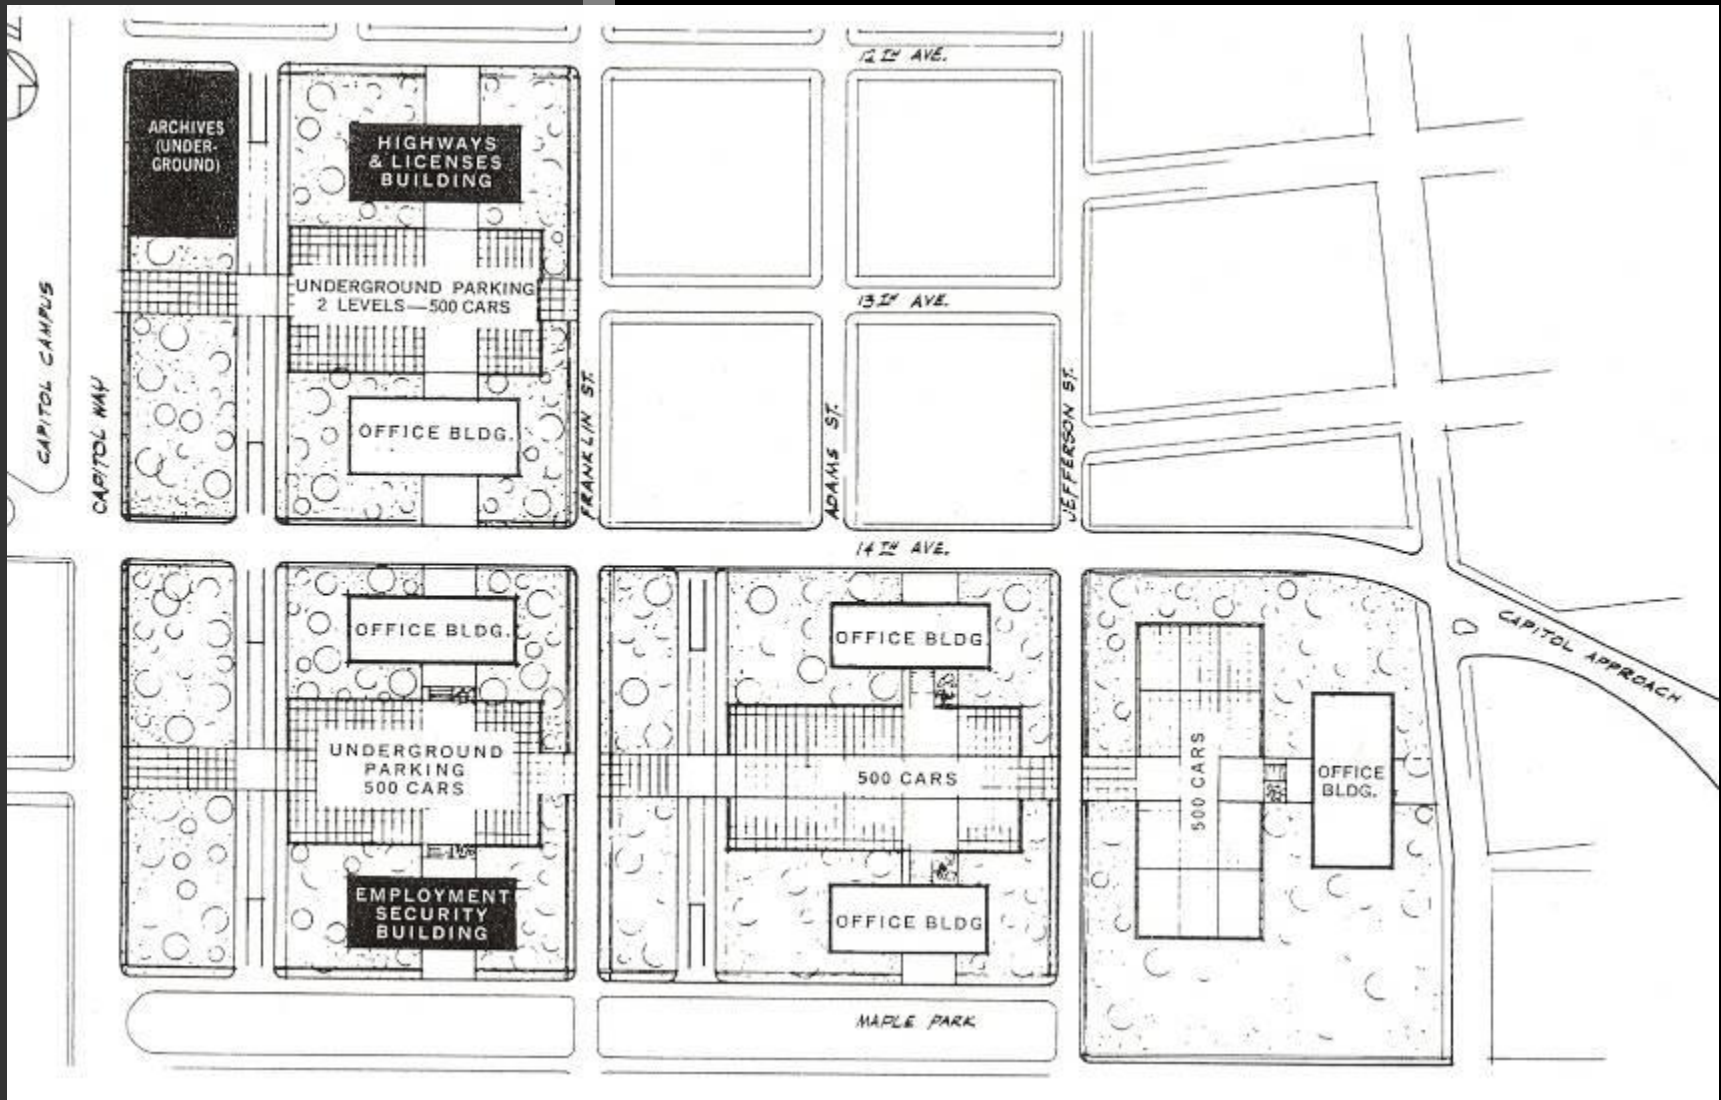 12TH AVE.
ARCHIVES
(UNDER-
GROUND)
HIGHWAYS
& LICENSES
BUILDING
UNDERGROUND PARKING
2 LEVELS—500 CARS
13TH AVE.
CAPITOL CAMPUS
CAPITOL WAY
OFFICE BLDG.
FRANKLIN ST.
ADAMS ST.
JEFFERSON ST.
14TH AVE.
OFFICE BLDG.
OFFICE BLDG
CAPITOL APPROACH
UNDERGROUND
PARKING
500 CARS
500 CARS
500 CARS
OFFICE
BLDG.
EMPLOYMENT
SECURITY
BUILDING
OFFICE BLDG
MAPLE PARK